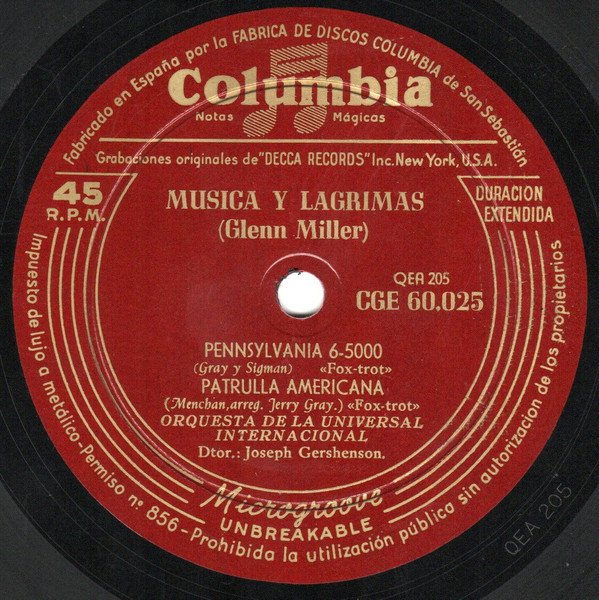 Fabricado en España por la FABRICA DE DISCOS COLUMBIA de San Sebastián
Columbia
Notas Mágicas
Grabaciones originales de "DECCA RECORDS" Inc. New York, U.S.A.
45
R.P.M.
DURACION
EXTENDIDA
MUSICA Y LAGRIMAS
(Glenn Miller)
QEA 205
CGE 60.025
PENNSYLVANIA 6-5000
(Gray y Sigman) «Fox-trot»
PATRULLA AMERICANA
(Menchan, arreg. Jerry Gray.) «Fox-trot»
ORQUESTA DE LA UNIVERSAL
INTERNACIONAL
Dtor.: Joseph Gershenson.
Microgroove
UNBREAKABLE
Impuesto de lujo a metálico-Permiso nº 856-Prohibida la utilización pública sin autorizacion de los propietarios
QEA 205